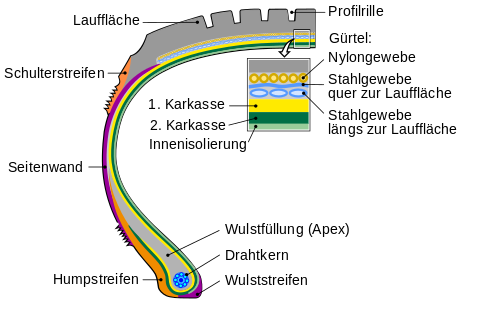 Profilrille
Lauffläche
Gürtel:
Nylongewebe
Schulterstreifen
Stahlgewebe
quer zur Lauffläche
1. Karkasse
Stahlgewebe
längs zur Lauffläche
2. Karkasse
Innenisolierung
Seitenwand
Wulstfüllung (Apex)
Drahtkern
Humpstreifen
Wulststreifen